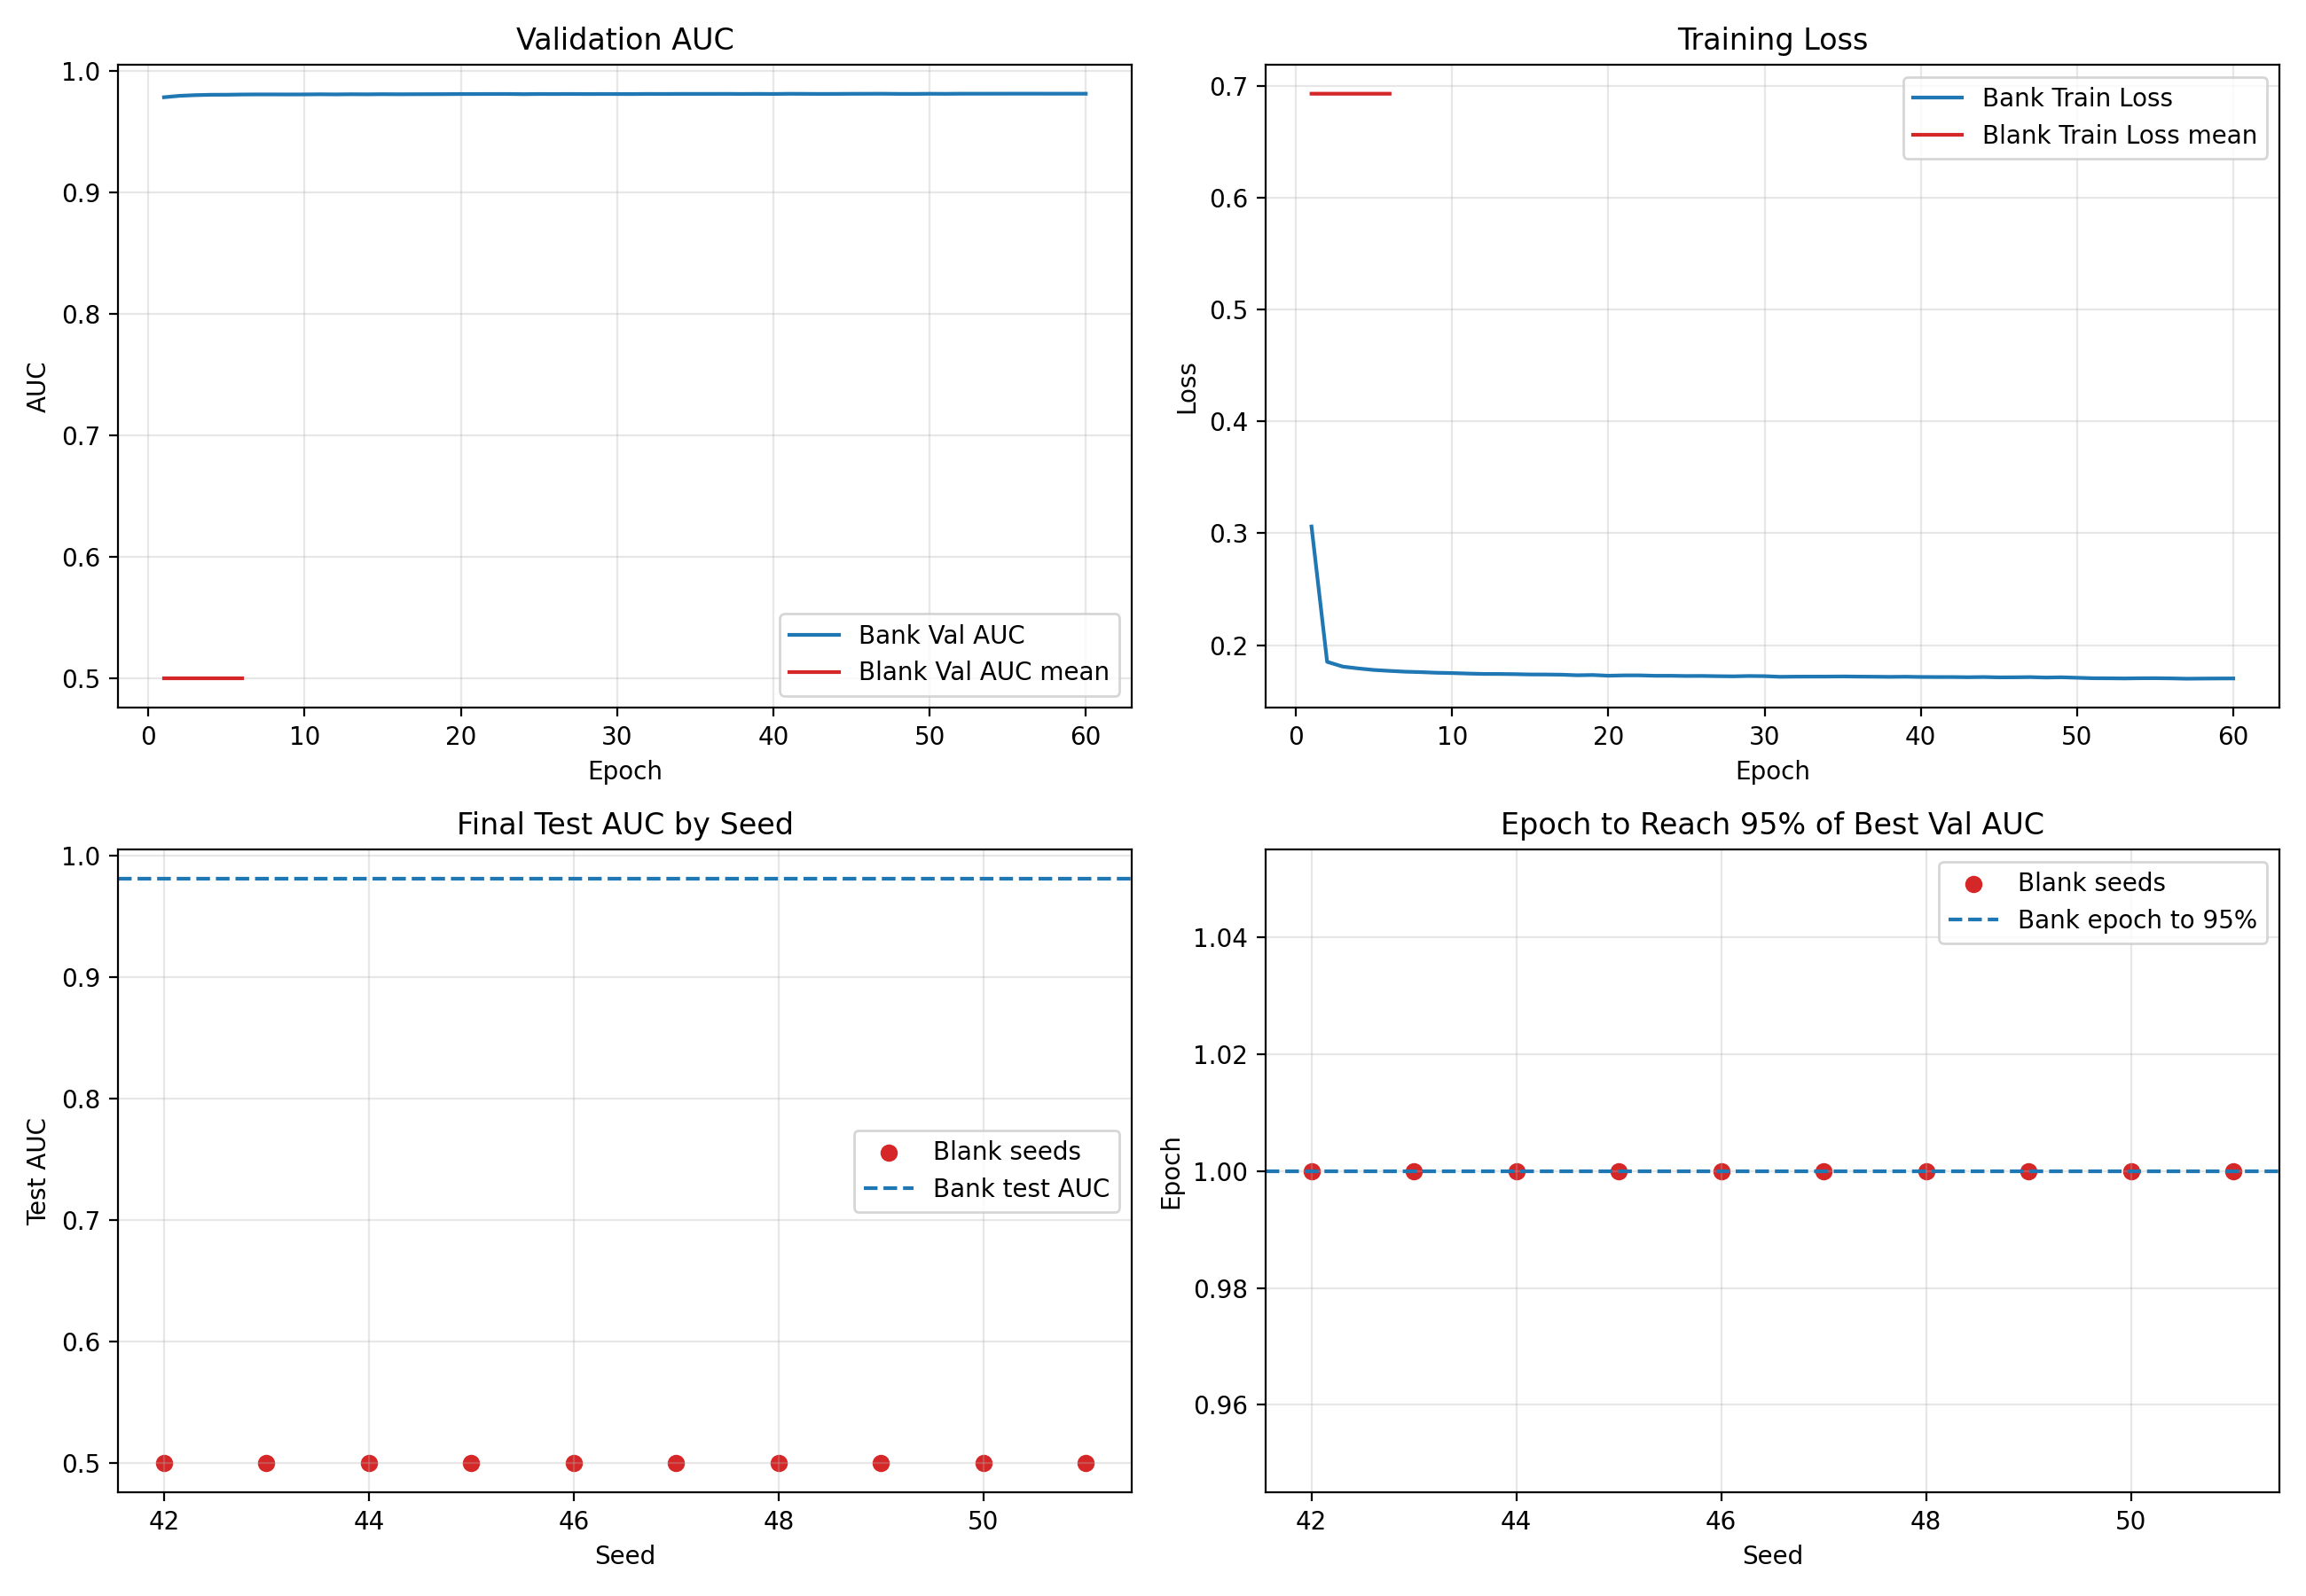 Validation AUC
1.0
0.9
0.8
0.7
0.6
0.5
AUC
Bank Val AUC
Blank Val AUC mean
0 10 20 30 40 50 60
Epoch
Training Loss
0.7
0.6
0.5
0.4
0.3
0.2
Loss
Bank Train Loss
Blank Train Loss mean
0 10 20 30 40 50 60
Epoch
Final Test AUC by Seed
1.0
0.9
0.8
0.7
0.6
0.5
Test AUC
Blank seeds
Bank test AUC
42 44 46 48 50
Seed
Epoch to Reach 95% of Best Val AUC
1.04
1.02
1.00
0.98
0.96
Epoch
Blank seeds
Bank epoch to 95%
42 44 46 48 50
Seed